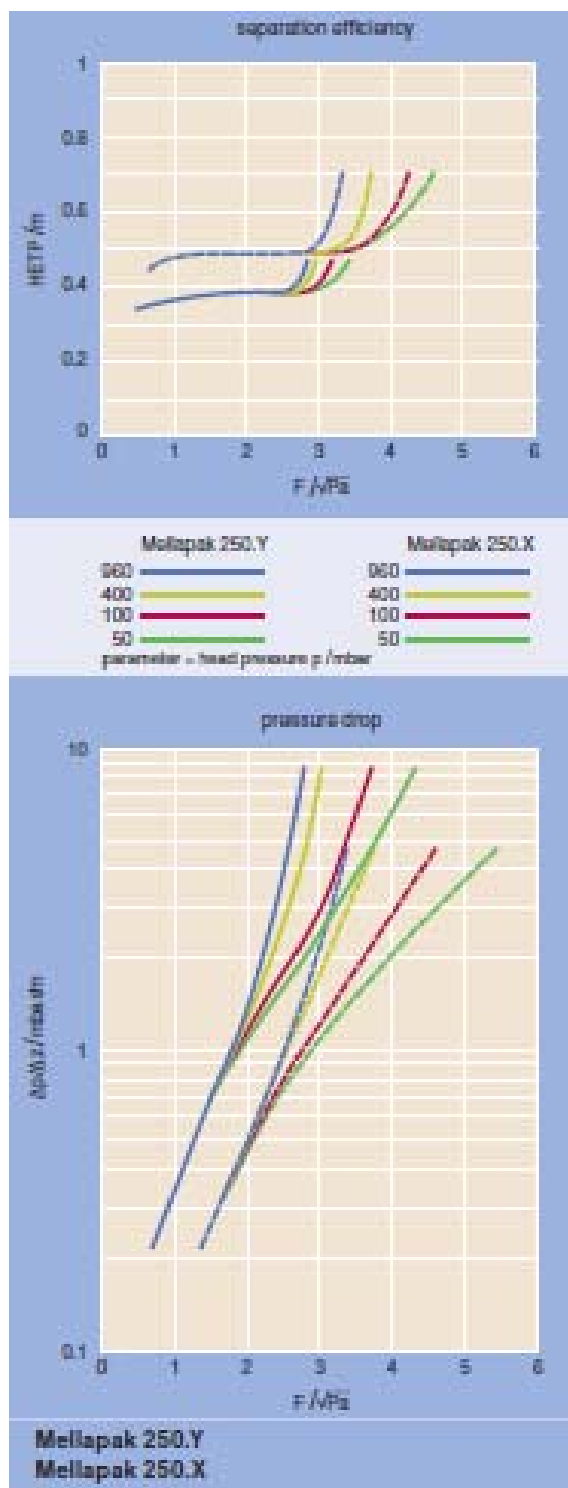 separation efficiency
1
0.8
0.6
0.4
0.2
0
HETP /m
0 1 2 3 4 5 6
F /√Pa
Mellapak 250.Y Mellapak 250.X
960 960
400 400
100 100
50 50
parameter = head pressure p /mbar
pressure drop
10
1
0.1
0 1 2 3 4 5 6
F /√Pa
Mellapak 250.Y
Mellapak 250.X